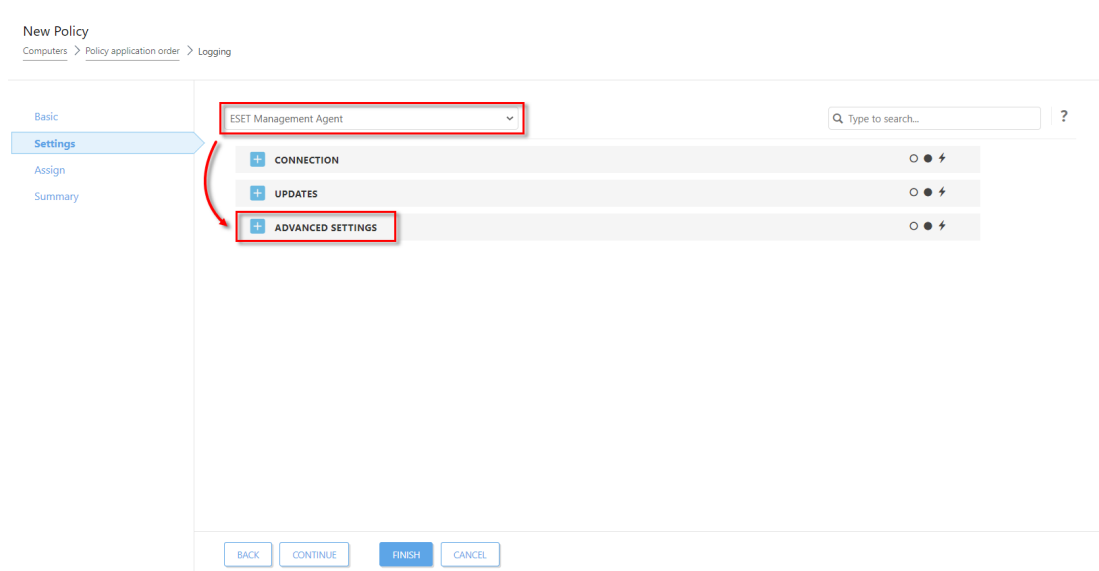 New Policy
Computers > Policy application order > Logging
Basic
Settings
Assign
Summary
ESET Management Agent
Type to search...
?
CONNECTION
UPDATES
ADVANCED SETTINGS
BACK
CONTINUE
FINISH
CANCEL